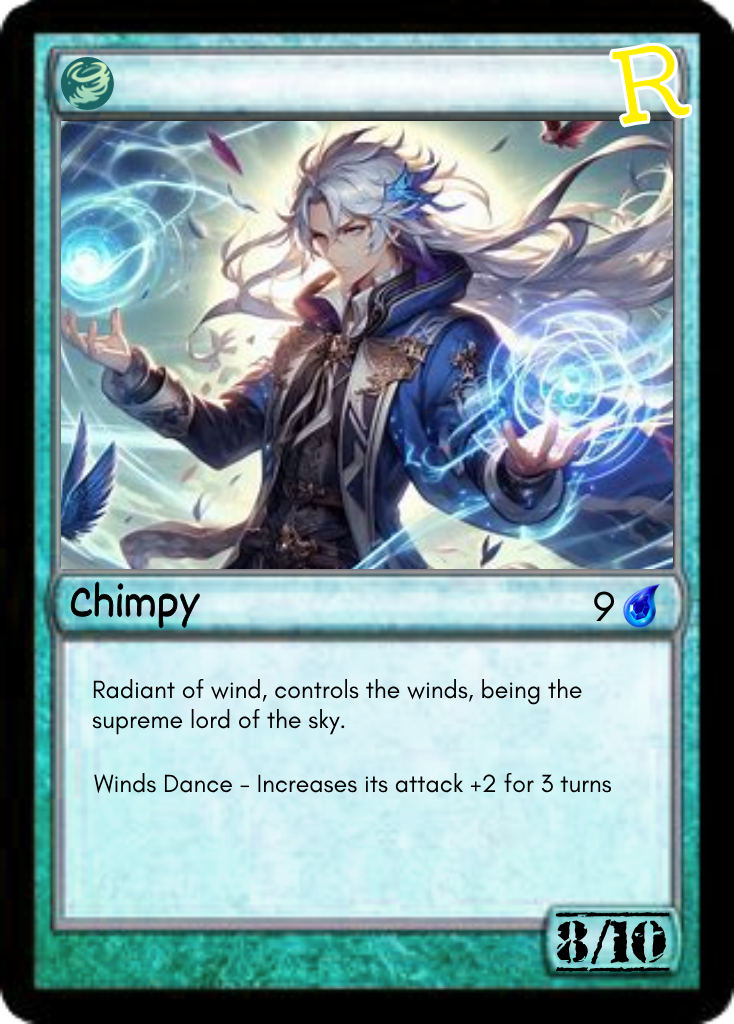 R
Chimpy
9
Radiant of wind, controls the winds, being the
supreme lord of the sky.
Winds Dance - Increases its attack +2 for 3 turns
8/10